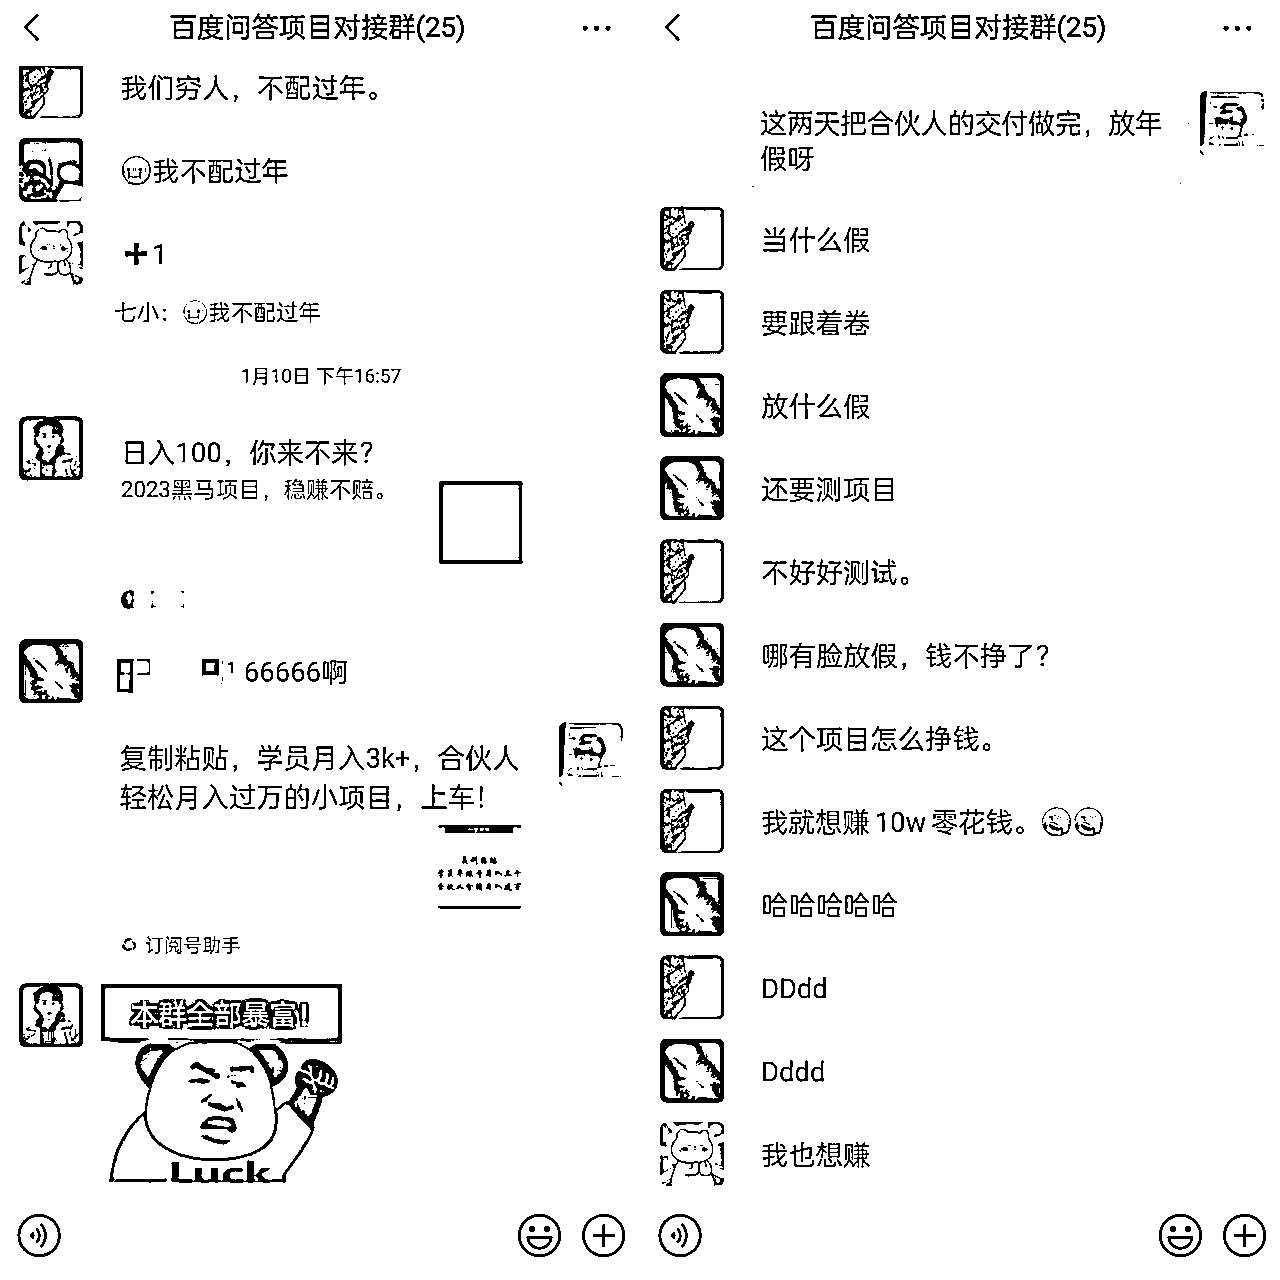 百度问答项目对接群(25)
我们穷人，不配过年。
我不配过年
+1
七小：我不配过年
1月10日 下午16:57
日入100，你来不来？
2023黑马项目，稳赚不赔。
66666啊
复制粘贴，学员月入3k+，合伙人
轻松月入过万的小项目，上车！
订阅号助手
本群全部暴富！
Luck
百度问答项目对接群(25)
这两天把合伙人的交付做完，放年
假呀
当什么假
要跟着卷
放什么假
还要测项目
不好好测试。
哪有脸放假，钱不挣了？
这个项目怎么挣钱。
我就想赚 10w 零花钱。
哈哈哈哈哈
DDdd
Dddd
我也想赚